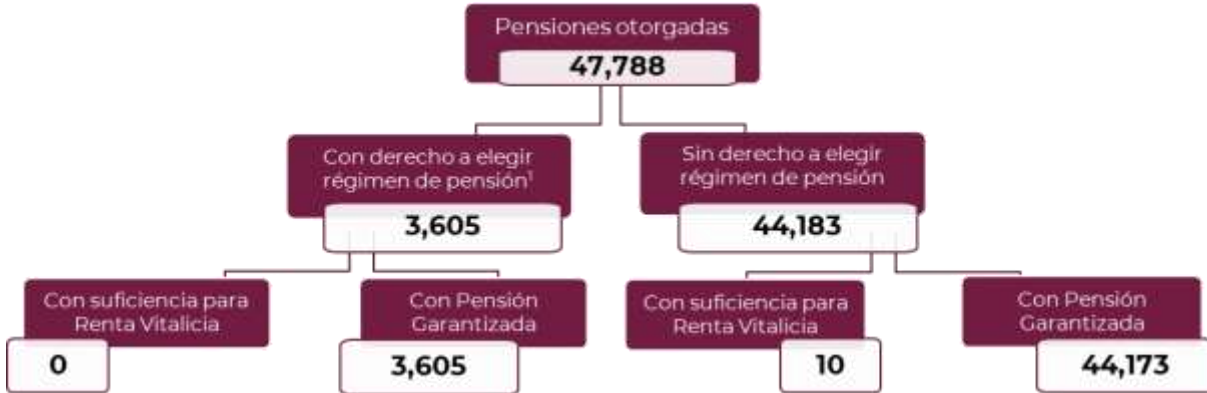 Pensiones otorgadas
47,788
Con derecho a elegir
régimen de pensión¹
3,605
Sin derecho a elegir
régimen de pensión
44,183
Con suficiencia para
Renta Vitalicia
0
Con Pensión
Garantizada
3,605
Con suficiencia para
Renta Vitalicia
10
Con Pensión
Garantizada
44,173